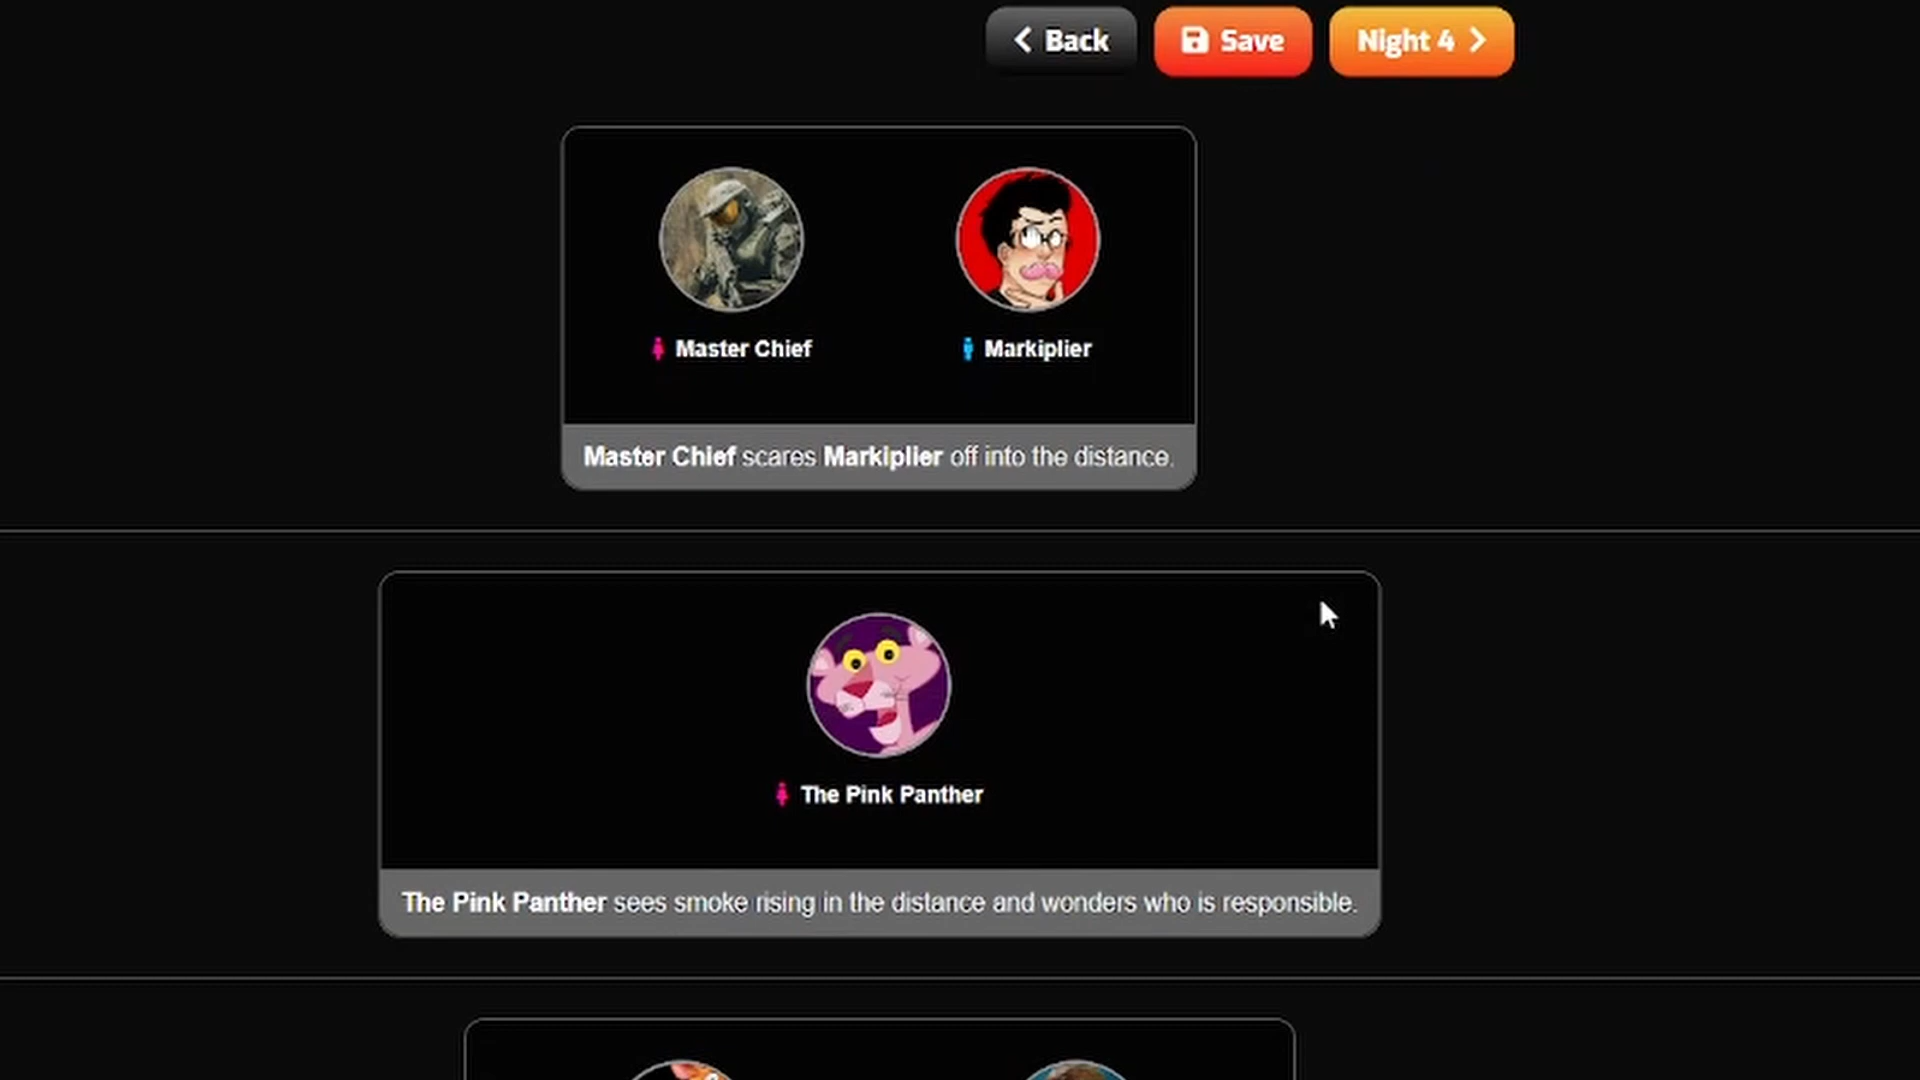 Back
Save
Night 4
Master Chief
Markiplier
Master Chief scares Markiplier off into the distance.
The Pink Panther
The Pink Panther sees smoke rising in the distance and wonders who is responsible.